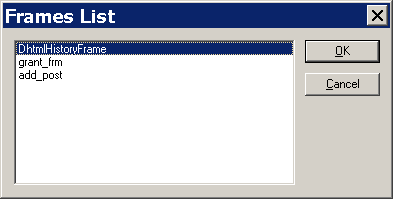 Frames List
DhtmlHistoryFrame
grant_frm
add_post
OK
Cancel